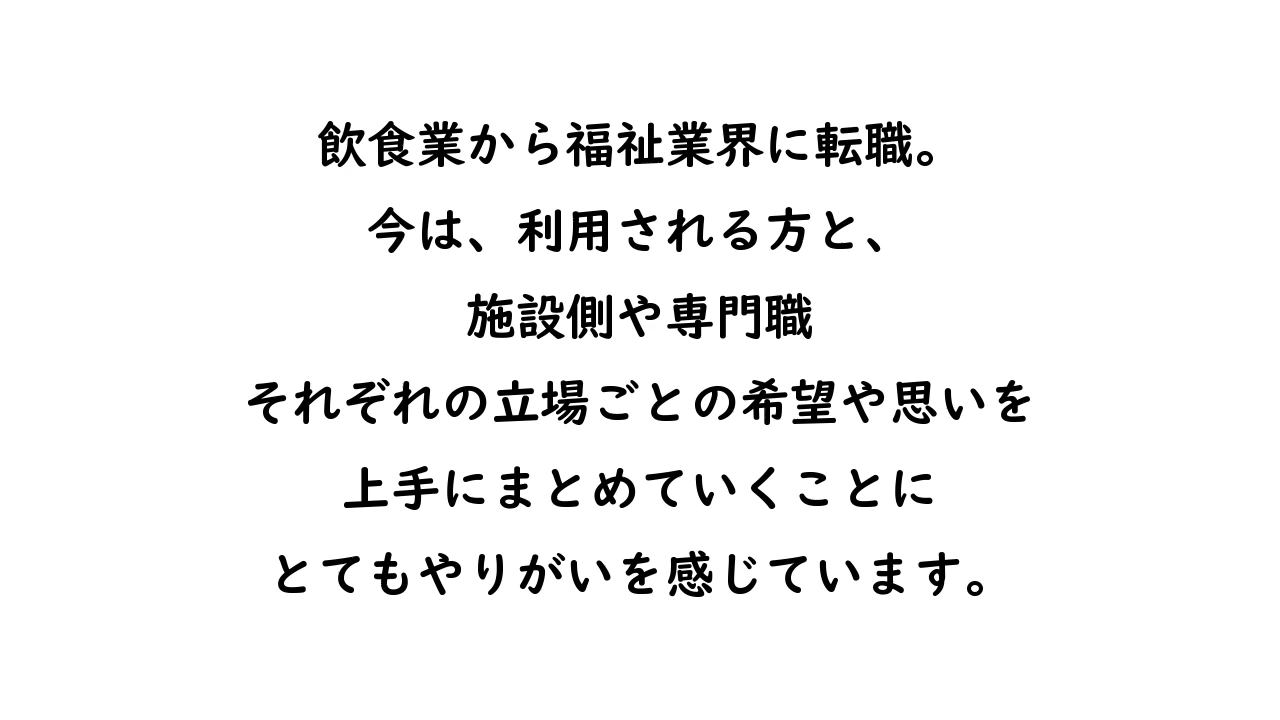 飲食業から福祉業界に転職。
今は、利用される方と、
施設側や専門職
それぞれの立場ごとの希望や思いを
上手にまとめていくことに
とてもやりがいを感じています。